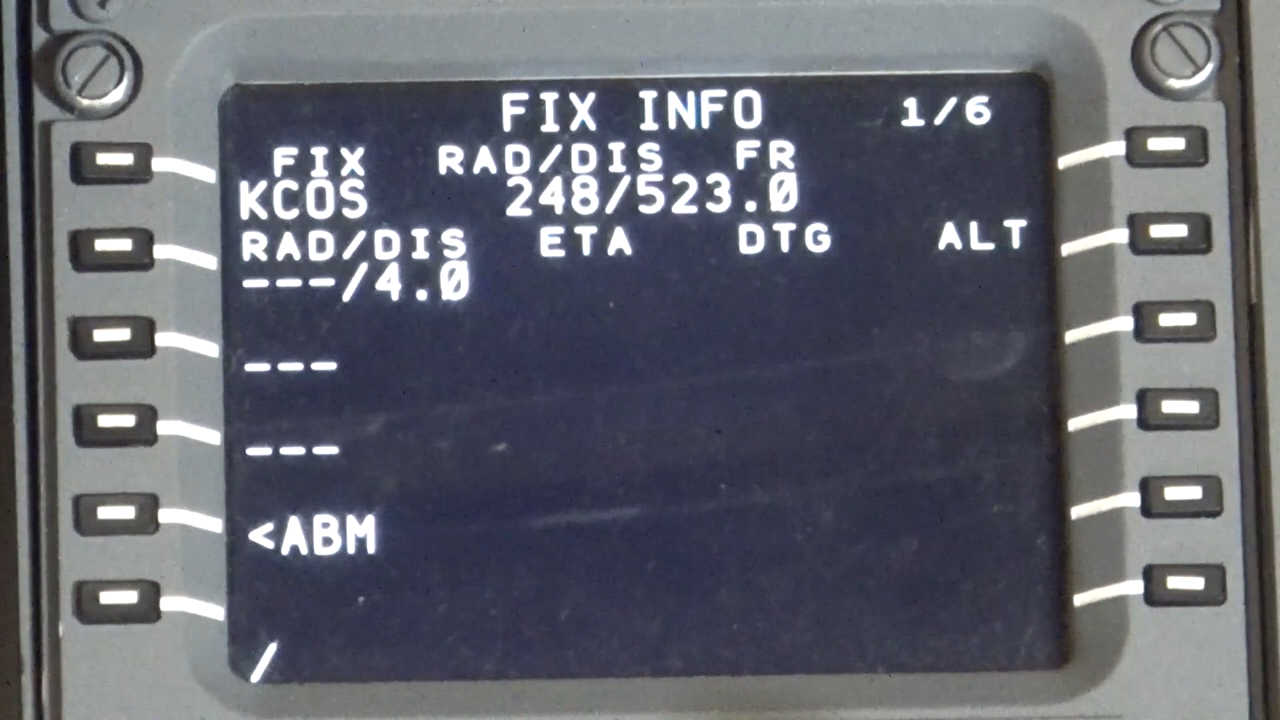 FIX INFO 1/6
FIX RAD/DIS FR
KCOS 248/523.0
RAD/DIS ETA DTG ALT
---/4.0
---
---
<ABM
/